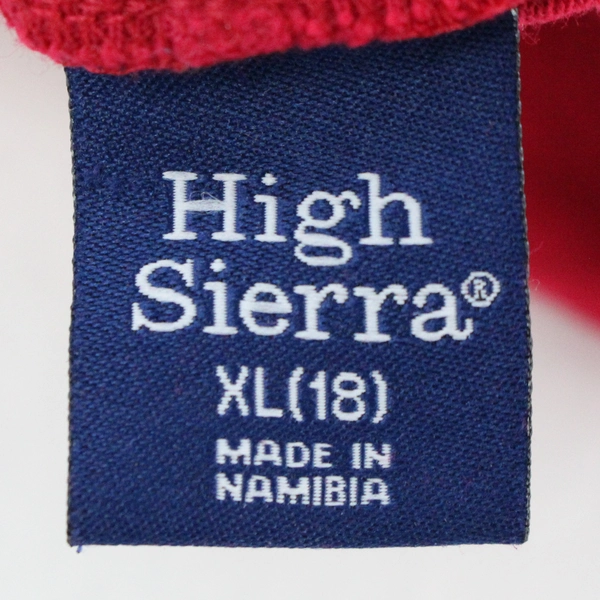 High
Sierra®
XL(18)
MADE IN
NAMIBIA